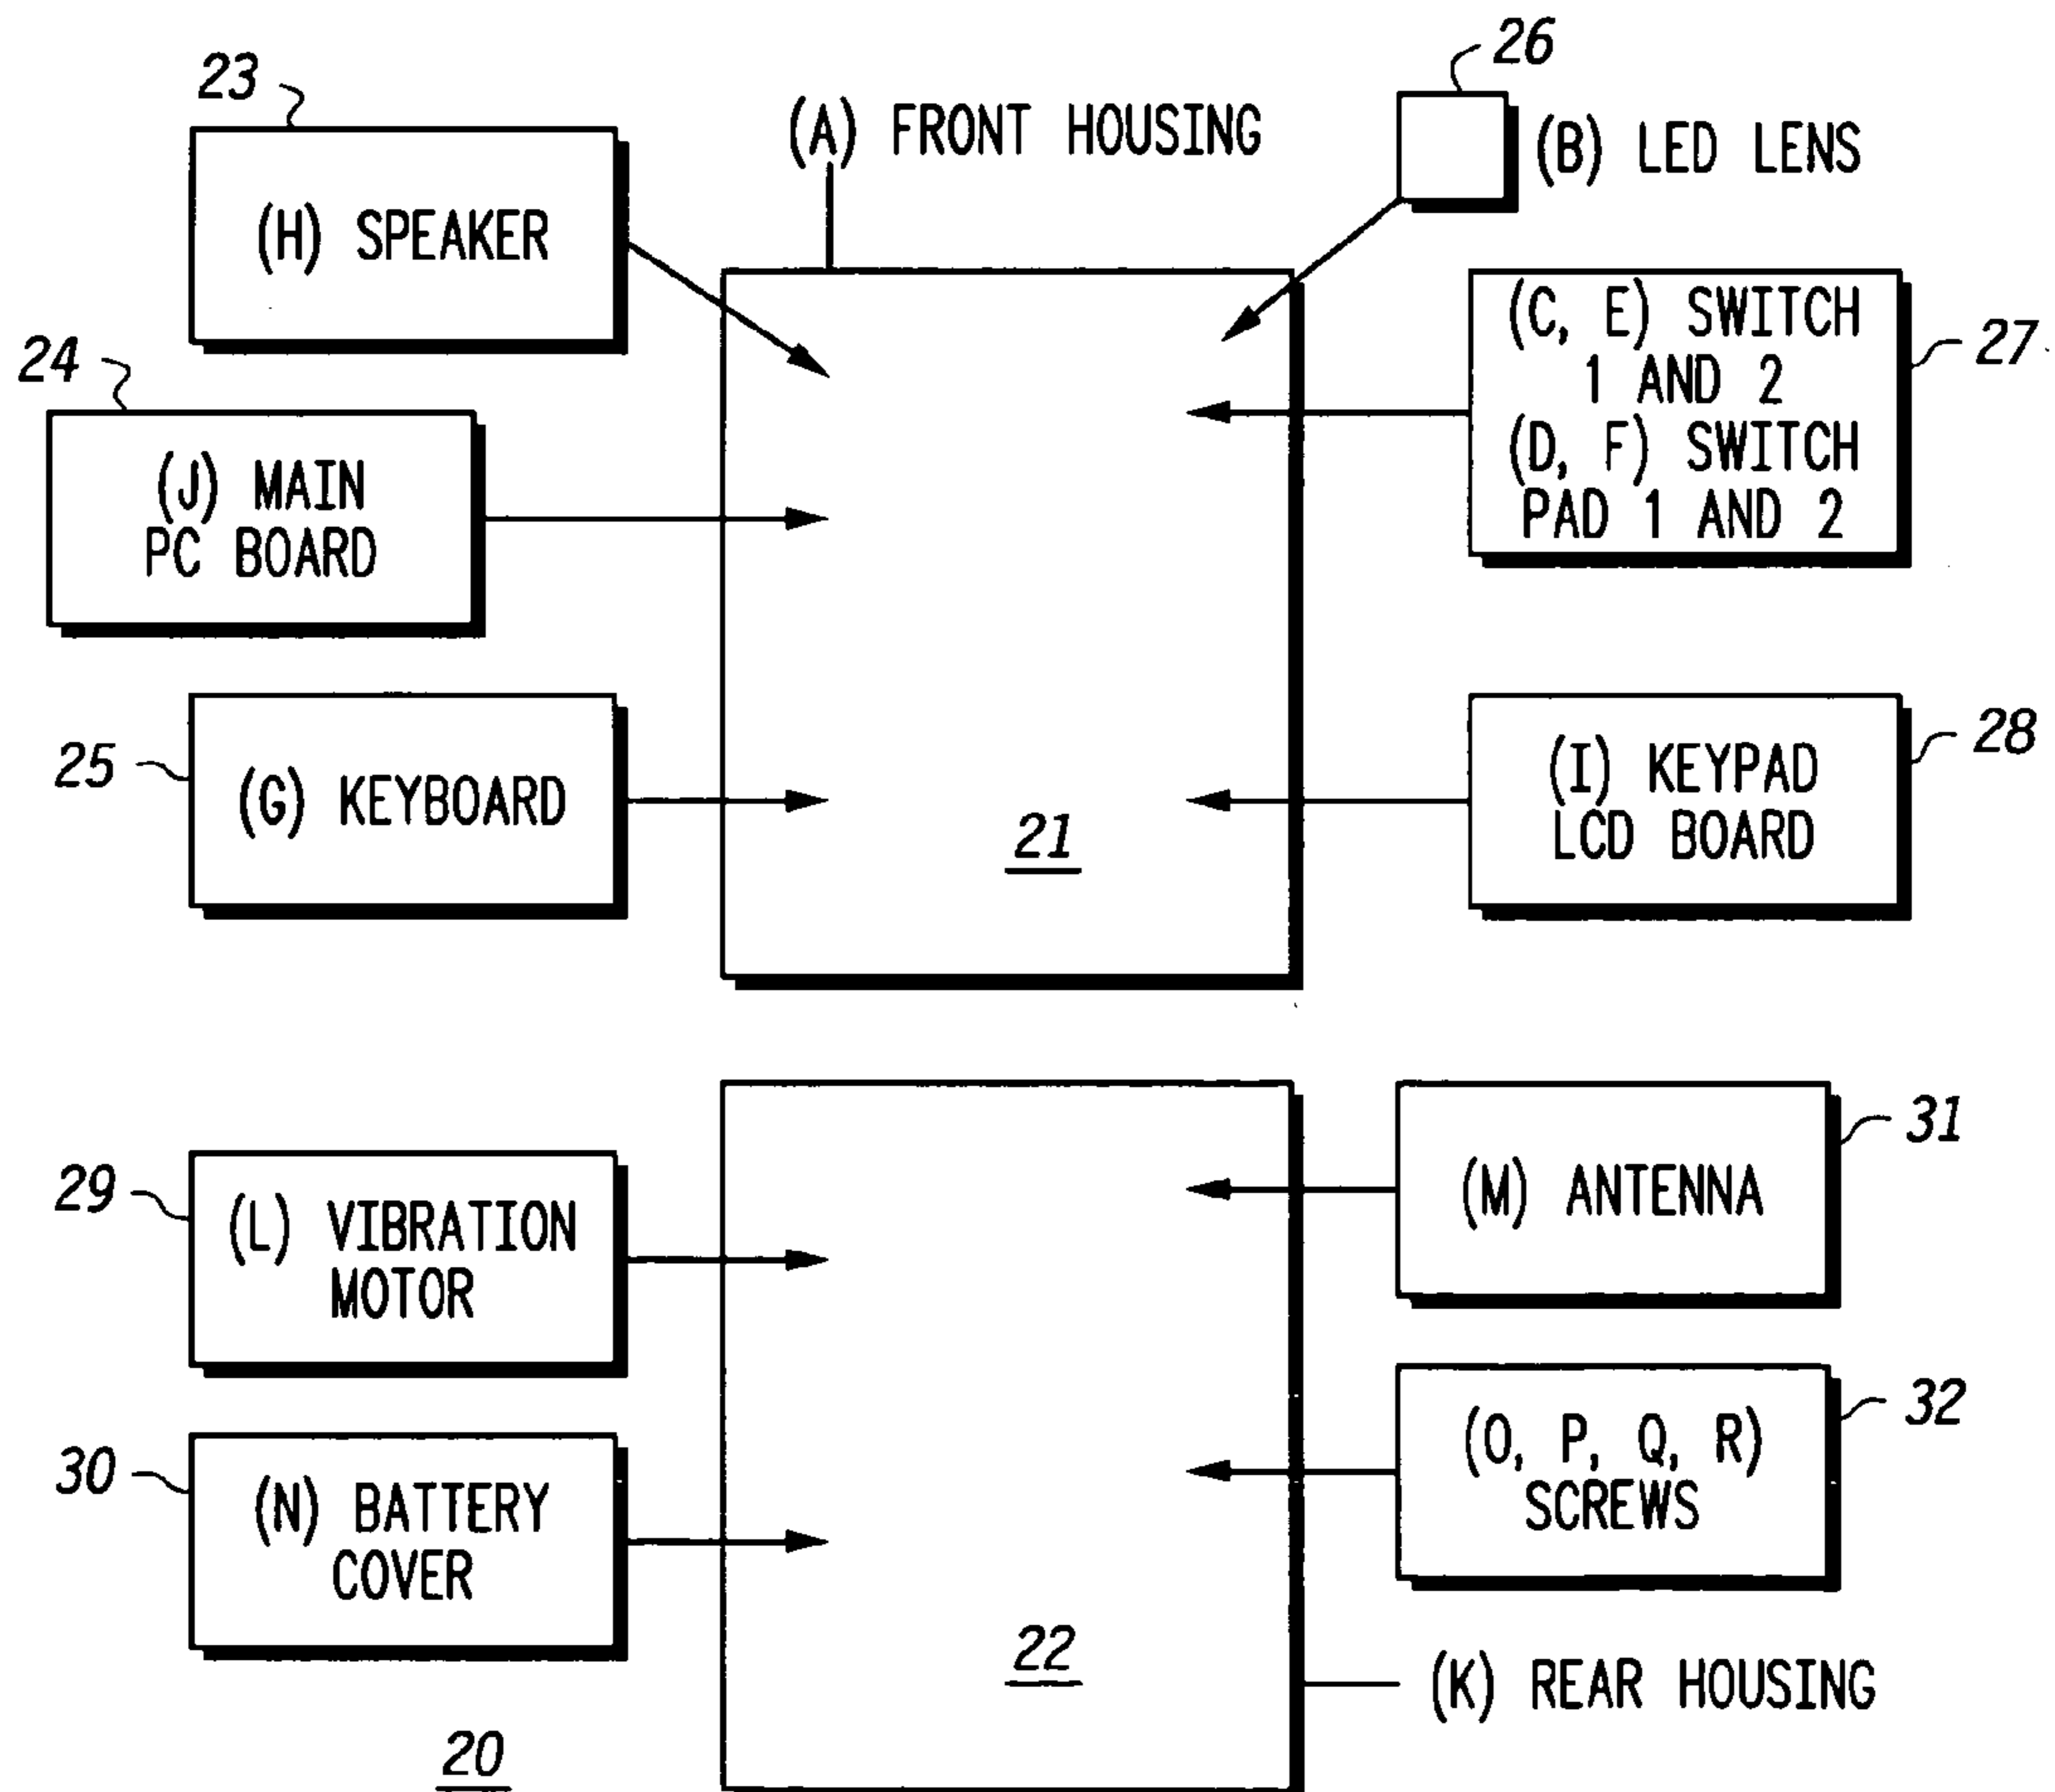 23
(A) FRONT HOUSING
26
(B) LED LENS
(H) SPEAKER
(C, E) SWITCH
1 AND 2
(D, F) SWITCH
PAD 1 AND 2
27
24
(J) MAIN
PC BOARD
25
(G) KEYBOARD
21
(I) KEYPAD
LCD BOARD
28
29
(L) VIBRATION
MOTOR
(M) ANTENNA
31
30
(N) BATTERY
COVER
(O, P, Q, R)
SCREWS
32
22
(K) REAR HOUSING
20